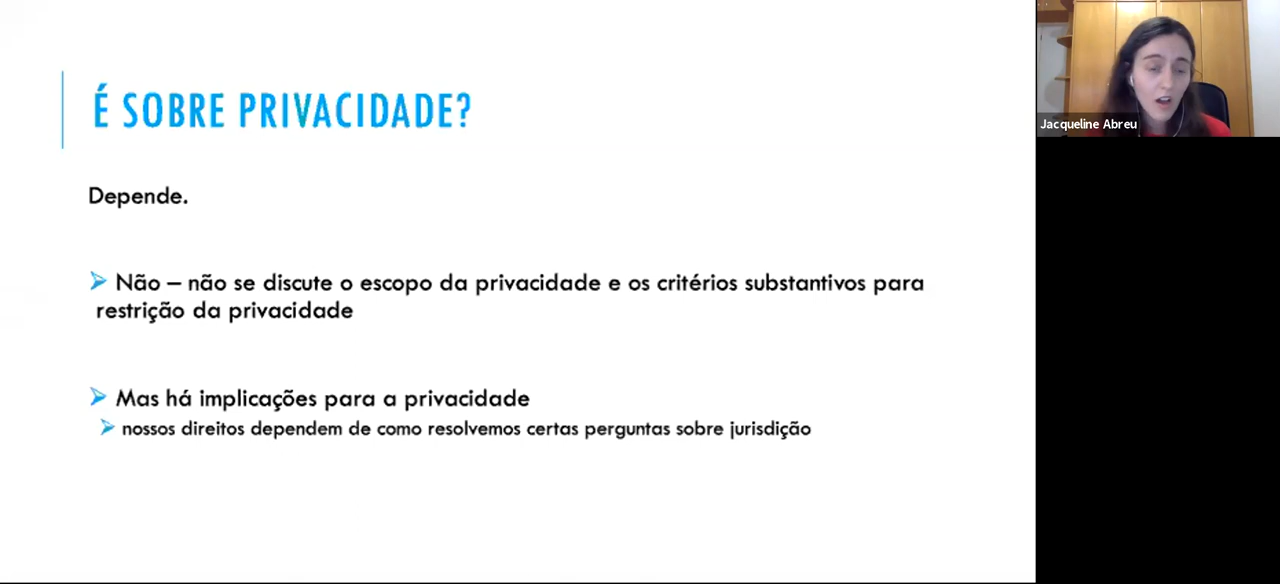 É SOBRE PRIVACIDADE?
Depende.
Não – não se discute o escopo da privacidade e os critérios substantivos para
restrição da privacidade
Mas há implicações para a privacidade
nossos direitos dependem de como resolvemos certas perguntas sobre jurisdição
Jacqueline Abreu